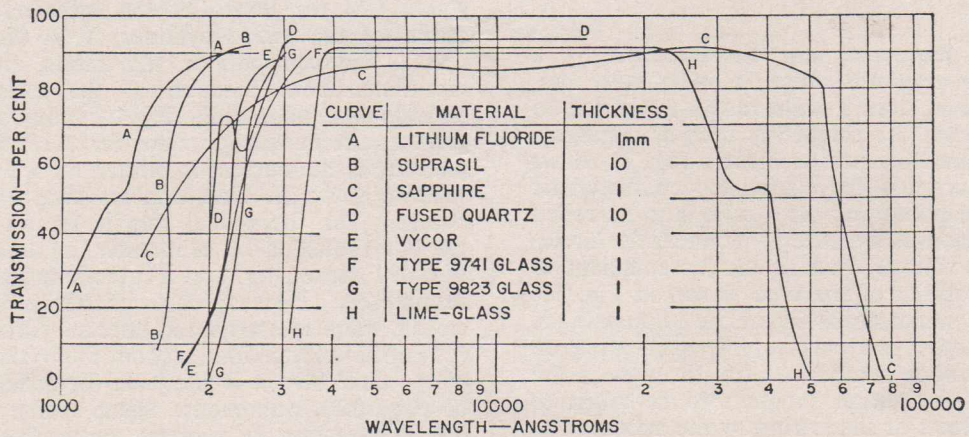 TRANSMISSION—PER CENT
100
80
60
40
20
0
A
B
D
D
C
A
E
G
F
C
H
A
B
C
D
E
G
A
B
F
E
G
H
H
C
CURVE MATERIAL THICKNESS
A LITHIUM FLUORIDE 1mm
B SUPRASIL 10
C SAPPHIRE 1
D FUSED QUARTZ 10
E VYCOR 1
F TYPE 9741 GLASS 1
G TYPE 9823 GLASS 1
H LIME-GLASS 1
1000 2 3 4 5 6 7 8 9 10000 2 3 4 5 6 7 8 9 100000
WAVELENGTH—ANGSTROMS